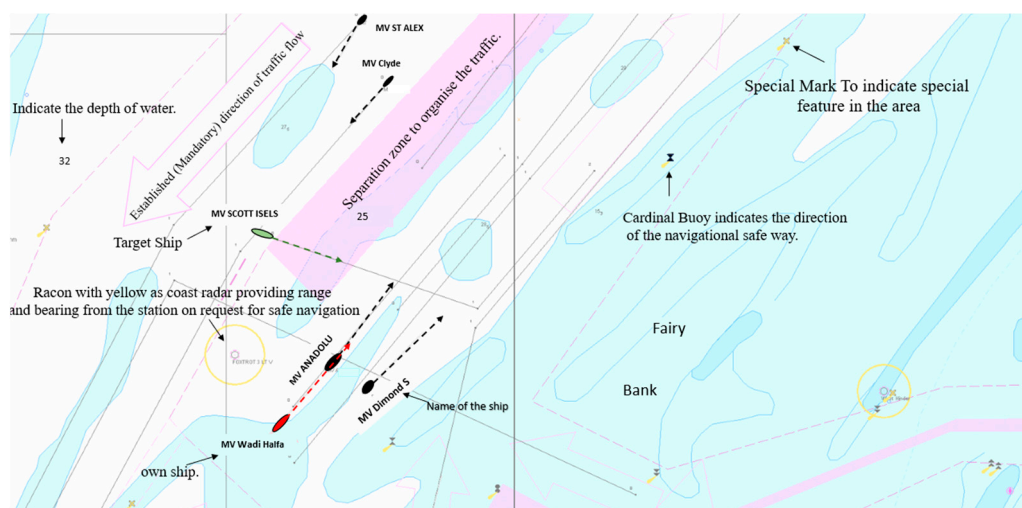 MV ST ALEX
MV Clyde
Indicate the depth of water.
32
Established (Mandatory) direction of traffic flow
Separation zone to organise the traffic.
25
Special Mark To indicate special
feature in the area
Cardinal Buoy indicates the direction
of the navigational safe way.
MV SCOTT ISELS
Target Ship
Racon with yellow as coast radar providing range
and bearing from the station on request for safe navigation
MV ANADOLU
MV Dimond S
Name of the ship
MV Wadi Halfa
own ship.
Fairy
Bank